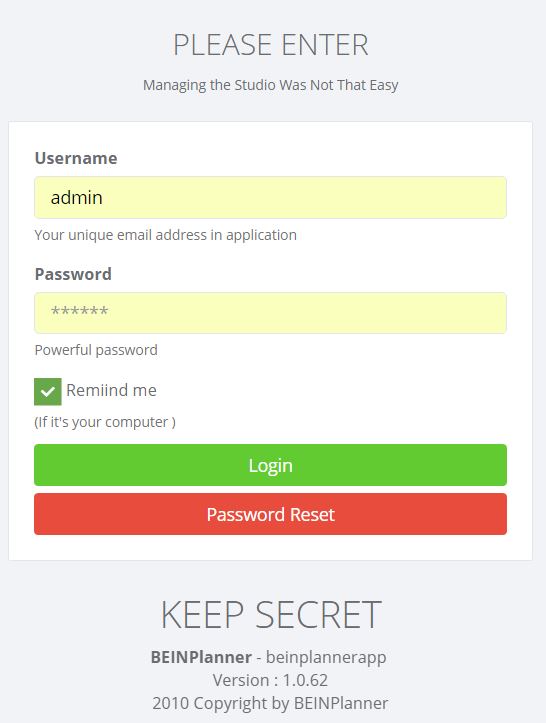 PLEASE ENTER
Managing the Studio Was Not That Easy
Username
admin
Your unique email address in application
Password
******
Powerful password
Remiind me
(If it's your computer )
Login
Password Reset
KEEP SECRET
BEINPlanner - beinplannerapp
Version : 1.0.62
2010 Copyright by BEINPlanner